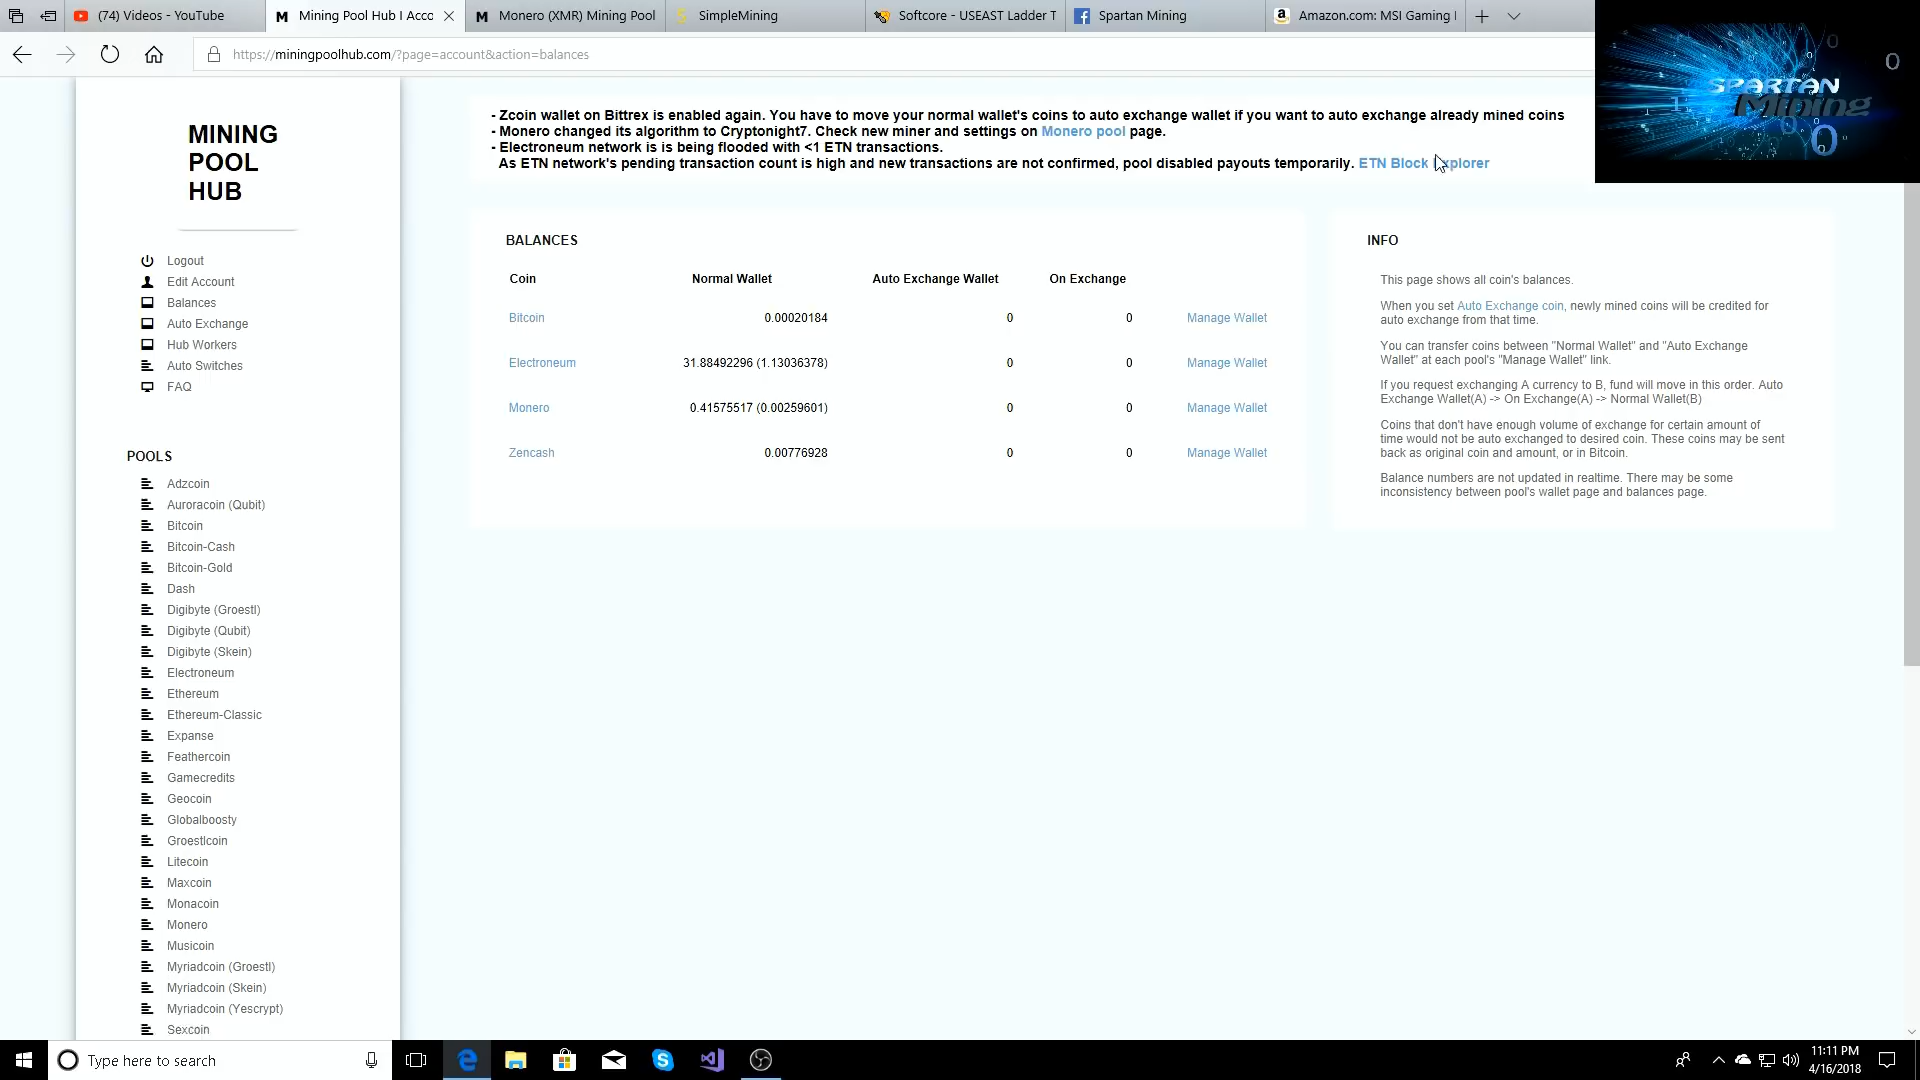 (74) Videos - YouTube
Mining Pool Hub I Acco
Monero (XMR) Mining Pool
SimpleMining
Softcore - USEAST Ladder T
Spartan Mining
Amazon.com: MSI Gaming
https://miningpoolhub.com/?page=account&action=balances
SPARTAN
Mining
MINING
POOL
HUB
Logout
Edit Account
Balances
Auto Exchange
Hub Workers
Auto Switches
FAQ
POOLS
Adzcoin
Auroracoin (Qubit)
Bitcoin
Bitcoin-Cash
Bitcoin-Gold
Dash
Digibyte (Groestl)
Digibyte (Qubit)
Digibyte (Skein)
Electroneum
Ethereum
Ethereum-Classic
Expanse
Feathercoin
Gamecredits
Geocoin
Globalboosty
Groestlcoin
Litecoin
Maxcoin
Monacoin
Monero
Musicoin
Myriadcoin (Groestl)
Myriadcoin (Skein)
Myriadcoin (Yescrypt)
Sexcoin
- Zcoin wallet on Bittrex is enabled again. You have to move your normal wallet's coins to auto exchange wallet if you want to auto exchange already mined coins
- Monero changed its algorithm to Cryptonight7. Check new miner and settings on Monero pool page.
- Electroneum network is is being flooded with <1 ETN transactions.
As ETN network's pending transaction count is high and new transactions are not confirmed, pool disabled payouts temporarily. ETN Block Explorer
BALANCES
Coin Normal Wallet Auto Exchange Wallet On Exchange
Bitcoin 0.00020184 0 0 Manage Wallet
Electroneum 31.88492296 (1.13036378) 0 0 Manage Wallet
Monero 0.41575517 (0.00259601) 0 0 Manage Wallet
Zencash 0.00776928 0 0 Manage Wallet
INFO
This page shows all coin's balances.
When you set Auto Exchange coin, newly mined coins will be credited for
auto exchange from that time.
You can transfer coins between "Normal Wallet" and "Auto Exchange
Wallet" at each pool's "Manage Wallet" link.
If you request exchanging A currency to B, fund will move in this order. Auto
Exchange Wallet(A) -> On Exchange(A) -> Normal Wallet(B)
Coins that don't have enough volume of exchange for certain amount of
time would not be auto exchanged to desired coin. These coins may be sent
back as original coin and amount, or in Bitcoin.
Balance numbers are not updated in realtime. There may be some
inconsistency between pool's wallet page and balances page.
Type here to search
11:11 PM
4/16/2018